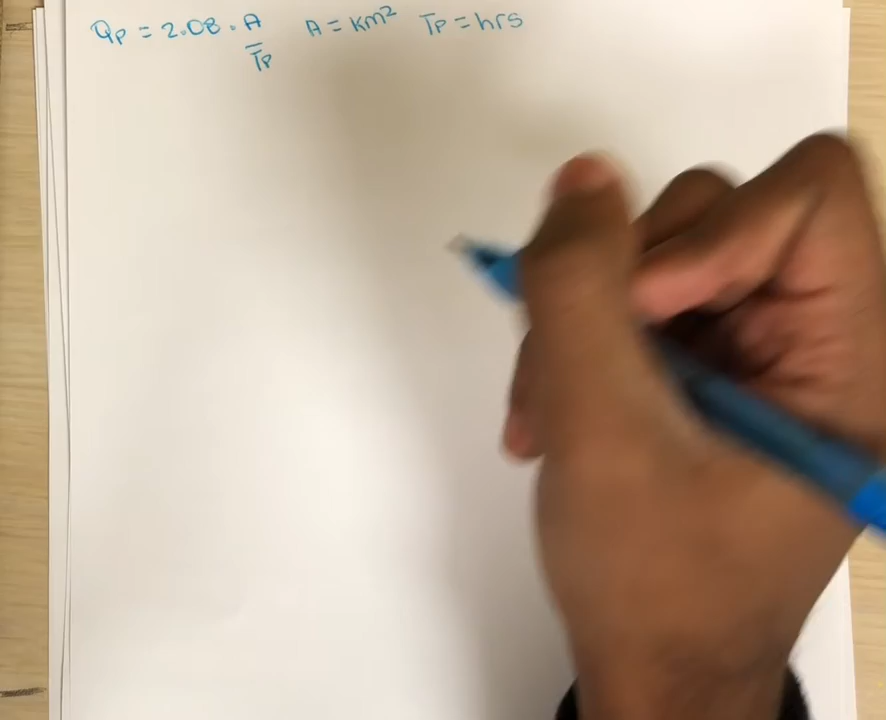 Qp = 2.08 . A A = Km² Tp = hrs
Tp